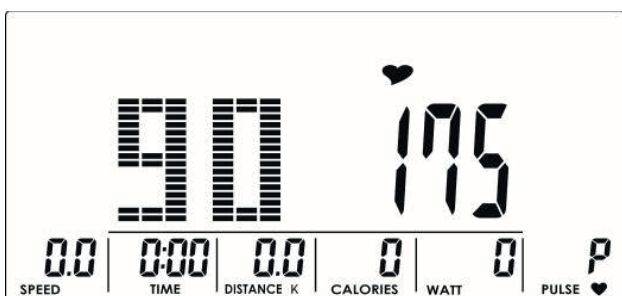 90 175
0.0 0:00 0.0 0 0 P
SPEED TIME DISTANCE K CALORIES WATT PULSE